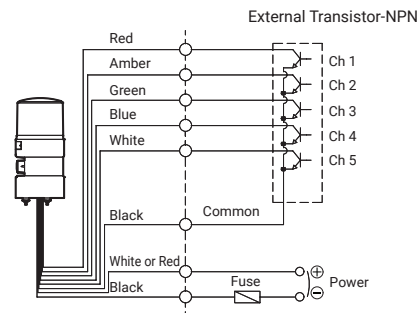 External Transistor-NPN
Red
Ch 1
Amber
Ch 2
Green
Ch 3
Blue
Ch 4
White
Ch 5
Black
Common
White or Red
⊕
Fuse
Power
Black
⊖